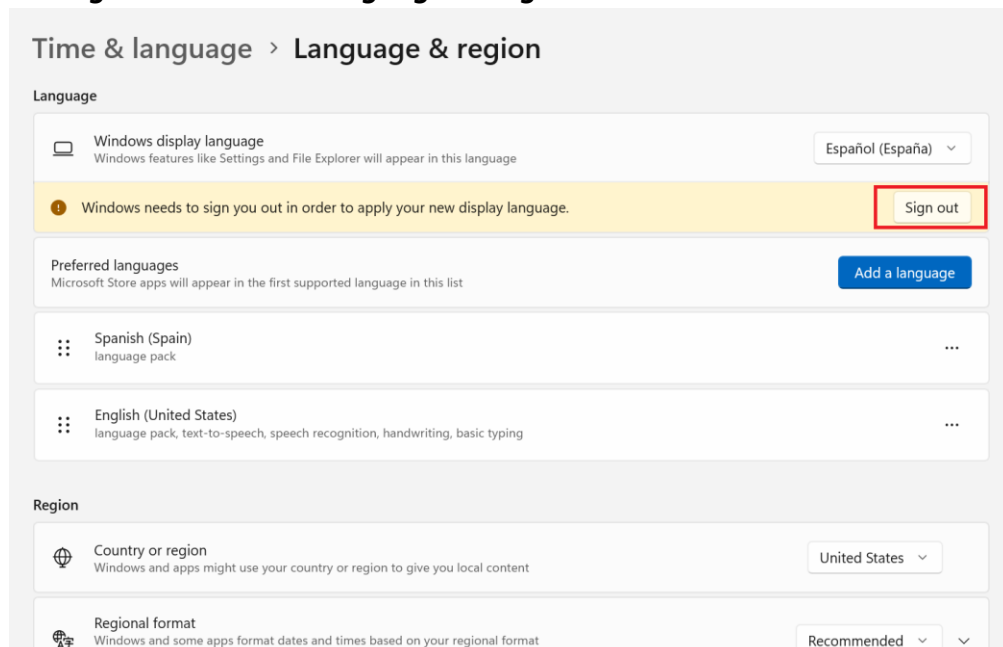 Time & language > Language & region
Language
Windows display language
Windows features like Settings and File Explorer will appear in this language
Español (España)
Windows needs to sign you out in order to apply your new display language.
Sign out
Preferred languages
Microsoft Store apps will appear in the first supported language in this list
Add a language
Spanish (Spain)
language pack
English (United States)
language pack, text-to-speech, speech recognition, handwriting, basic typing
Region
Country or region
Windows and apps might use your country or region to give you local content
United States
Regional format
Windows and some apps format dates and times based on your regional format
Recommended